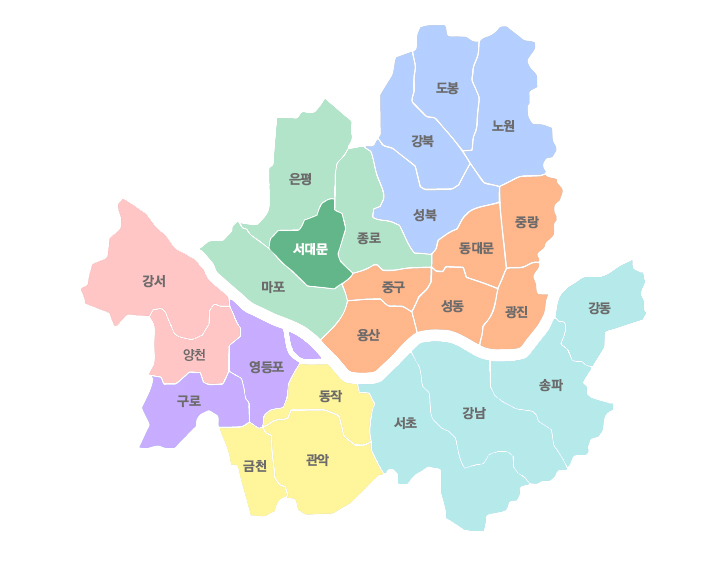 도봉
노원
강북
은평
성북
중랑
종로
동대문
서대문
강서
마포
중구
성동
광진
강동
용산
양천
영등포
송파
동작
구로
강남
서초
관악
금천